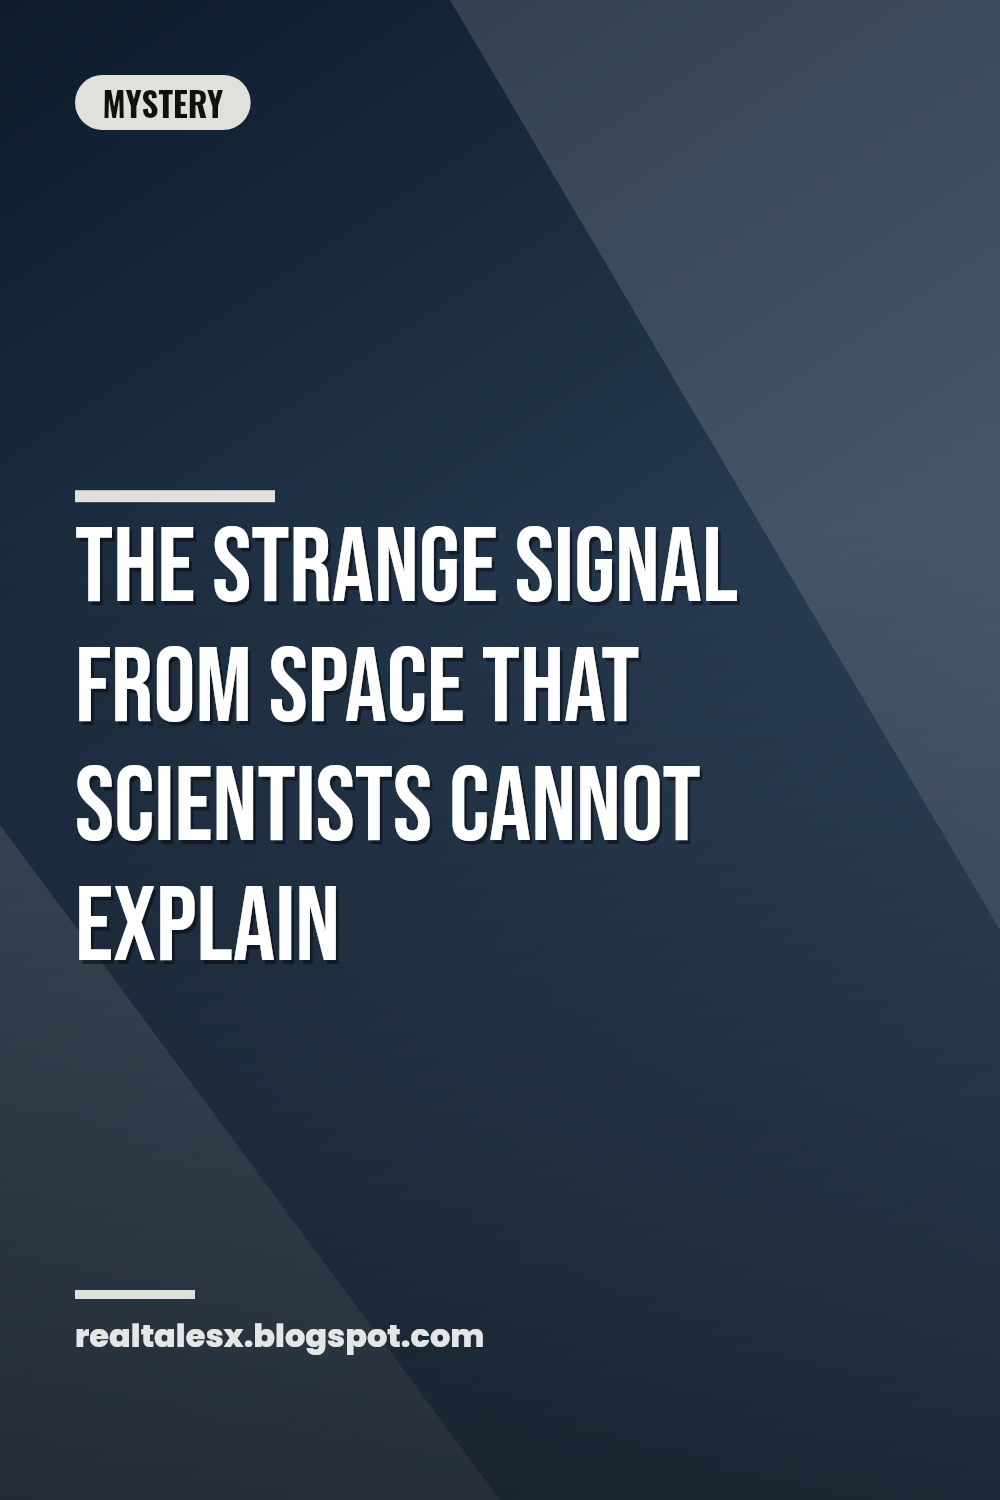 MYSTERY
THE STRANGE SIGNAL
FROM SPACE THAT
SCIENTISTS CANNOT
EXPLAIN
realtalesx.blogspot.com